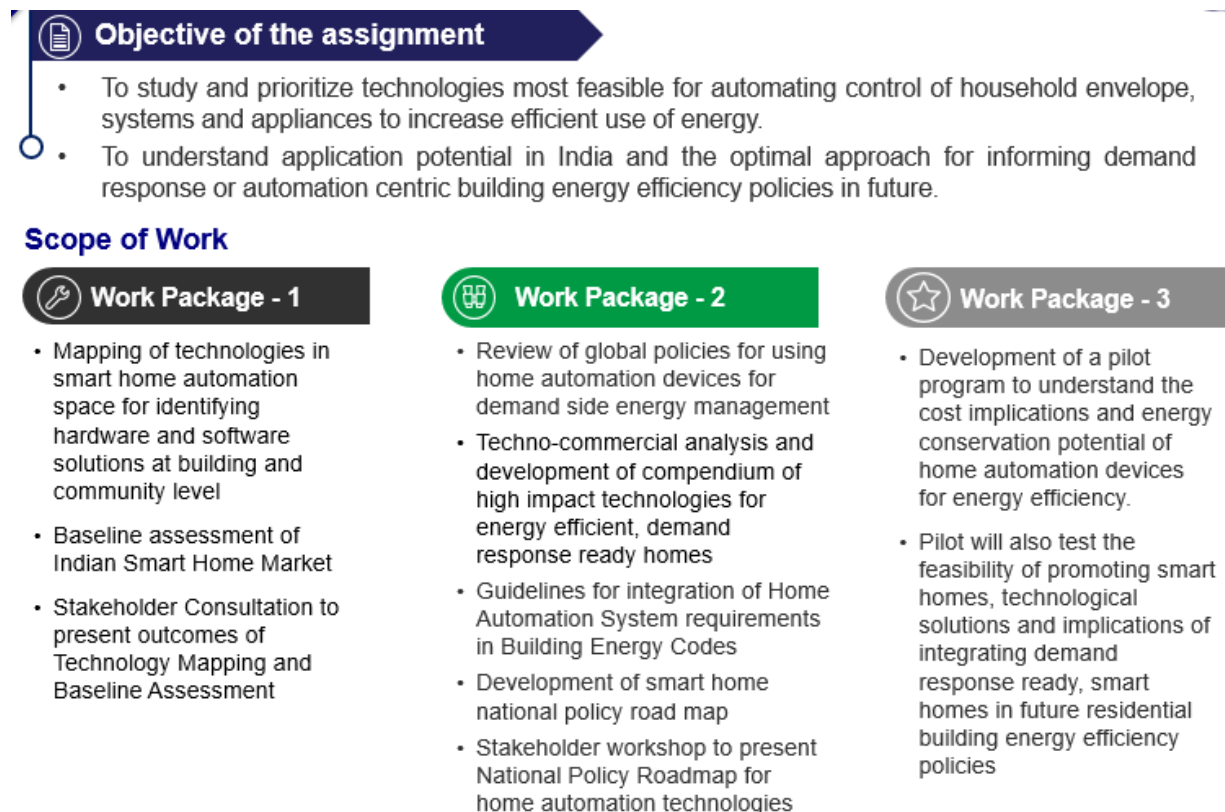 Objective of the assignment
• To study and prioritize technologies most feasible for automating control of household envelope,
systems and appliances to increase efficient use of energy.
• To understand application potential in India and the optimal approach for informing demand
response or automation centric building energy efficiency policies in future.
Scope of Work
Work Package - 1
• Mapping of technologies in
smart home automation
space for identifying
hardware and software
solutions at building and
community level
• Baseline assessment of
Indian Smart Home Market
• Stakeholder Consultation to
present outcomes of
Technology Mapping and
Baseline Assessment
Work Package - 2
• Review of global policies for using
home automation devices for
demand side energy management
• Techno-commercial analysis and
development of compendium of
high impact technologies for
energy efficient, demand
response ready homes
• Guidelines for integration of Home
Automation System requirements
in Building Energy Codes
• Development of smart home
national policy road map
• Stakeholder workshop to present
National Policy Roadmap for
home automation technologies
Work Package - 3
• Development of a pilot
program to understand the
cost implications and energy
conservation potential of
home automation devices
for energy efficiency.
• Pilot will also test the
feasibility of promoting smart
homes, technological
solutions and implications of
integrating demand
response ready, smart
homes in future residential
building energy efficiency
policies